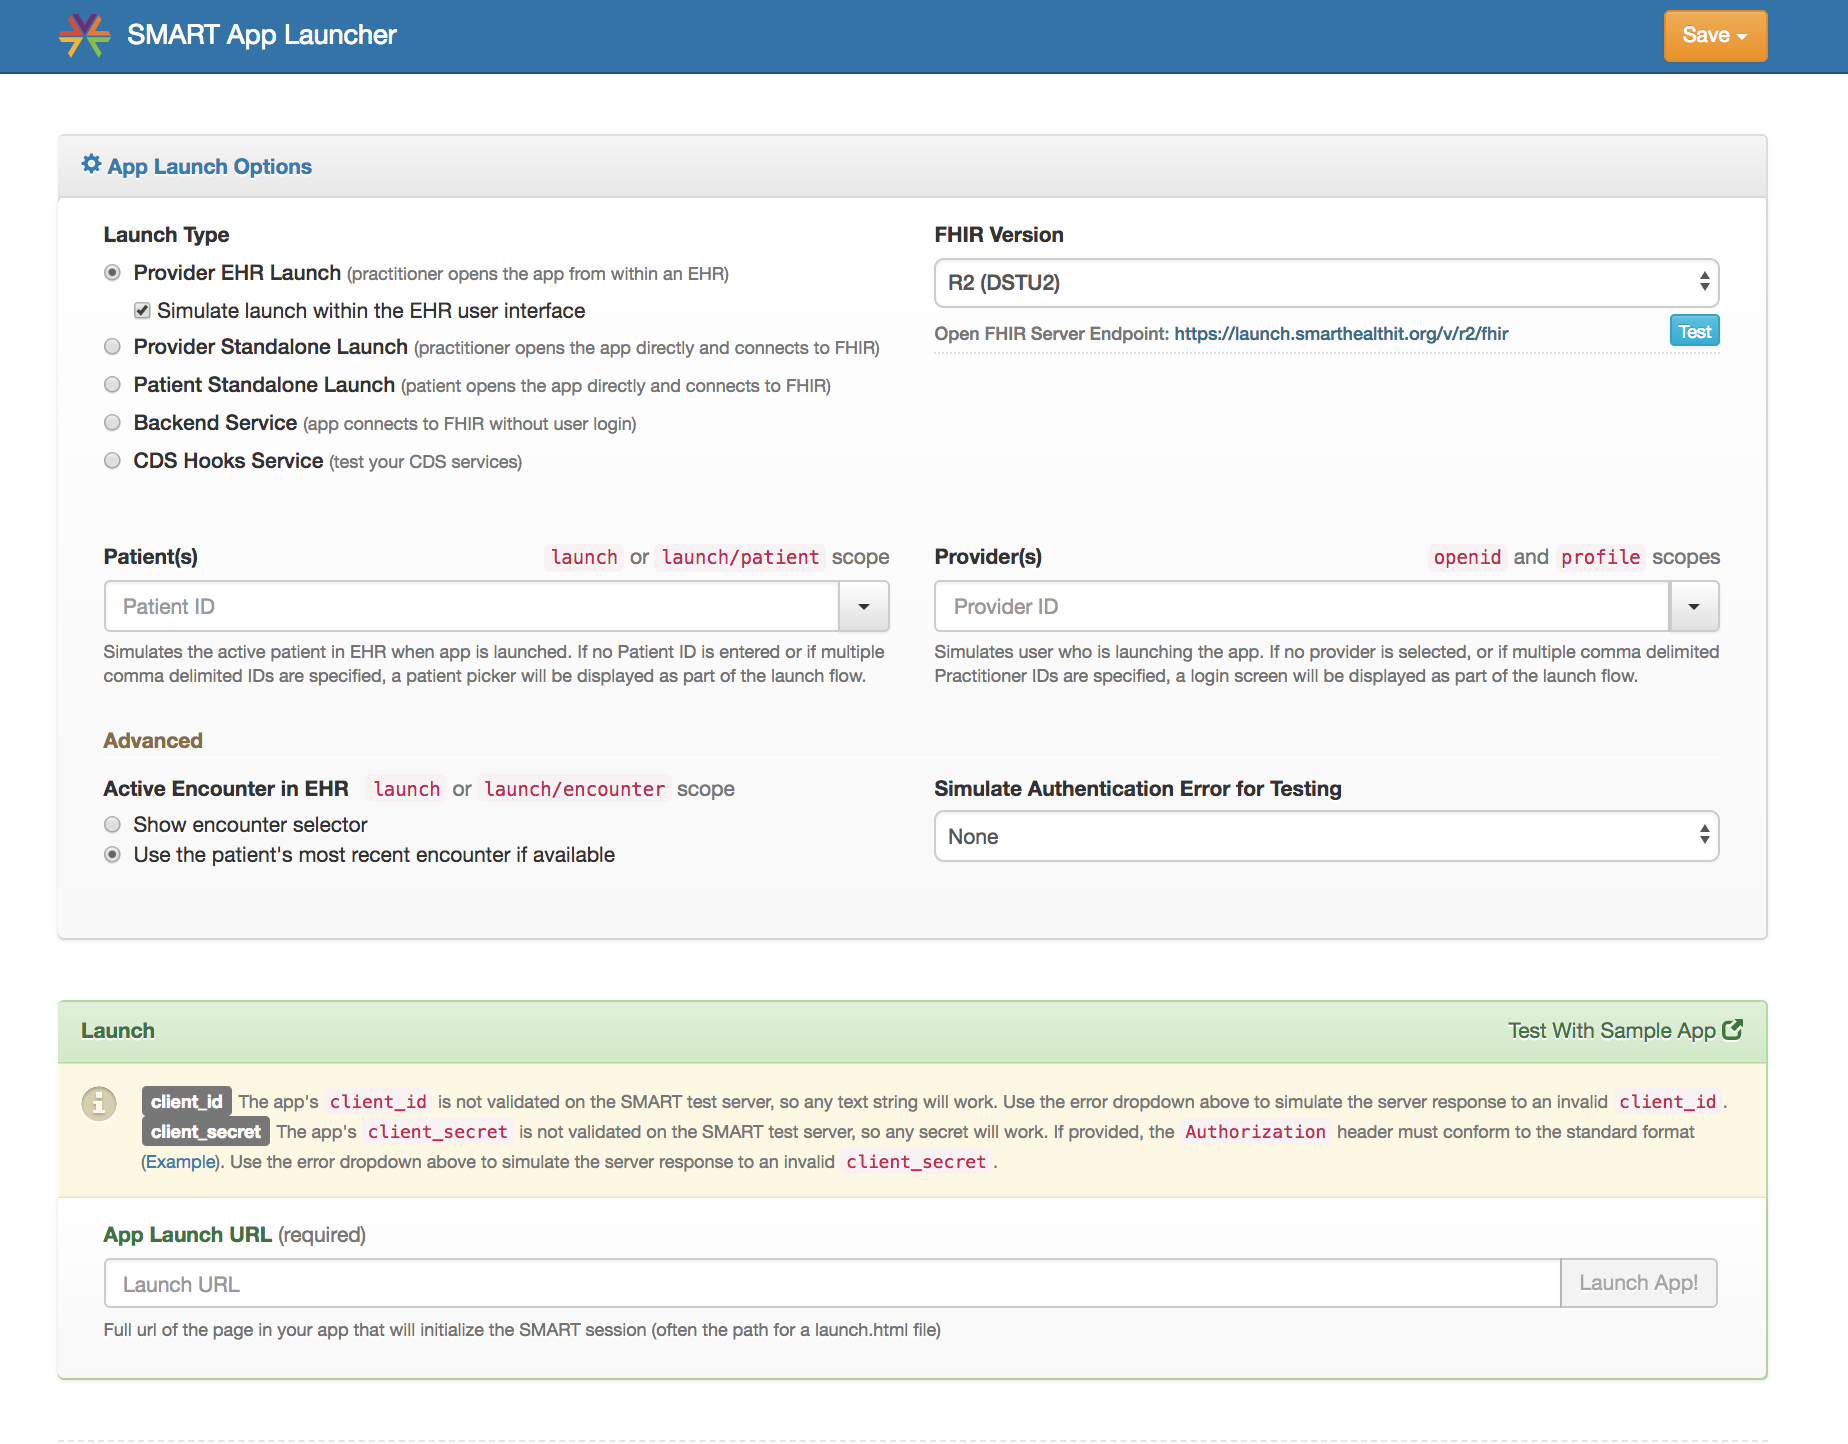 SMART App Launcher
Save
App Launch Options
Launch Type
Provider EHR Launch (practitioner opens the app from within an EHR)
Simulate launch within the EHR user interface
Provider Standalone Launch (practitioner opens the app directly and connects to FHIR)
Patient Standalone Launch (patient opens the app directly and connects to FHIR)
Backend Service (app connects to FHIR without user login)
CDS Hooks Service (test your CDS services)
FHIR Version
R2 (DSTU2)
Open FHIR Server Endpoint: https://launch.smarthealthit.org/v/r2/fhir
Test
Patient(s) launch or launch/patient scope
Patient ID
Simulates the active patient in EHR when app is launched. If no Patient ID is entered or if multiple
comma delimited IDs are specified, a patient picker will be displayed as part of the launch flow.
Provider(s) openid and profile scopes
Provider ID
Simulates user who is launching the app. If no provider is selected, or if multiple comma delimited
Practitioner IDs are specified, a login screen will be displayed as part of the launch flow.
Advanced
Active Encounter in EHR launch or launch/encounter scope
Show encounter selector
Use the patient's most recent encounter if available
Simulate Authentication Error for Testing
None
Launch
Test With Sample App
client_id The app's client_id is not validated on the SMART test server, so any text string will work. Use the error dropdown above to simulate the server response to an invalid client_id .
client_secret The app's client_secret is not validated on the SMART test server, so any secret will work. If provided, the Authorization header must conform to the standard format
(Example). Use the error dropdown above to simulate the server response to an invalid client_secret .
App Launch URL (required)
Launch URL
Launch App!
Full url of the page in your app that will initialize the SMART session (often the path for a launch.html file)